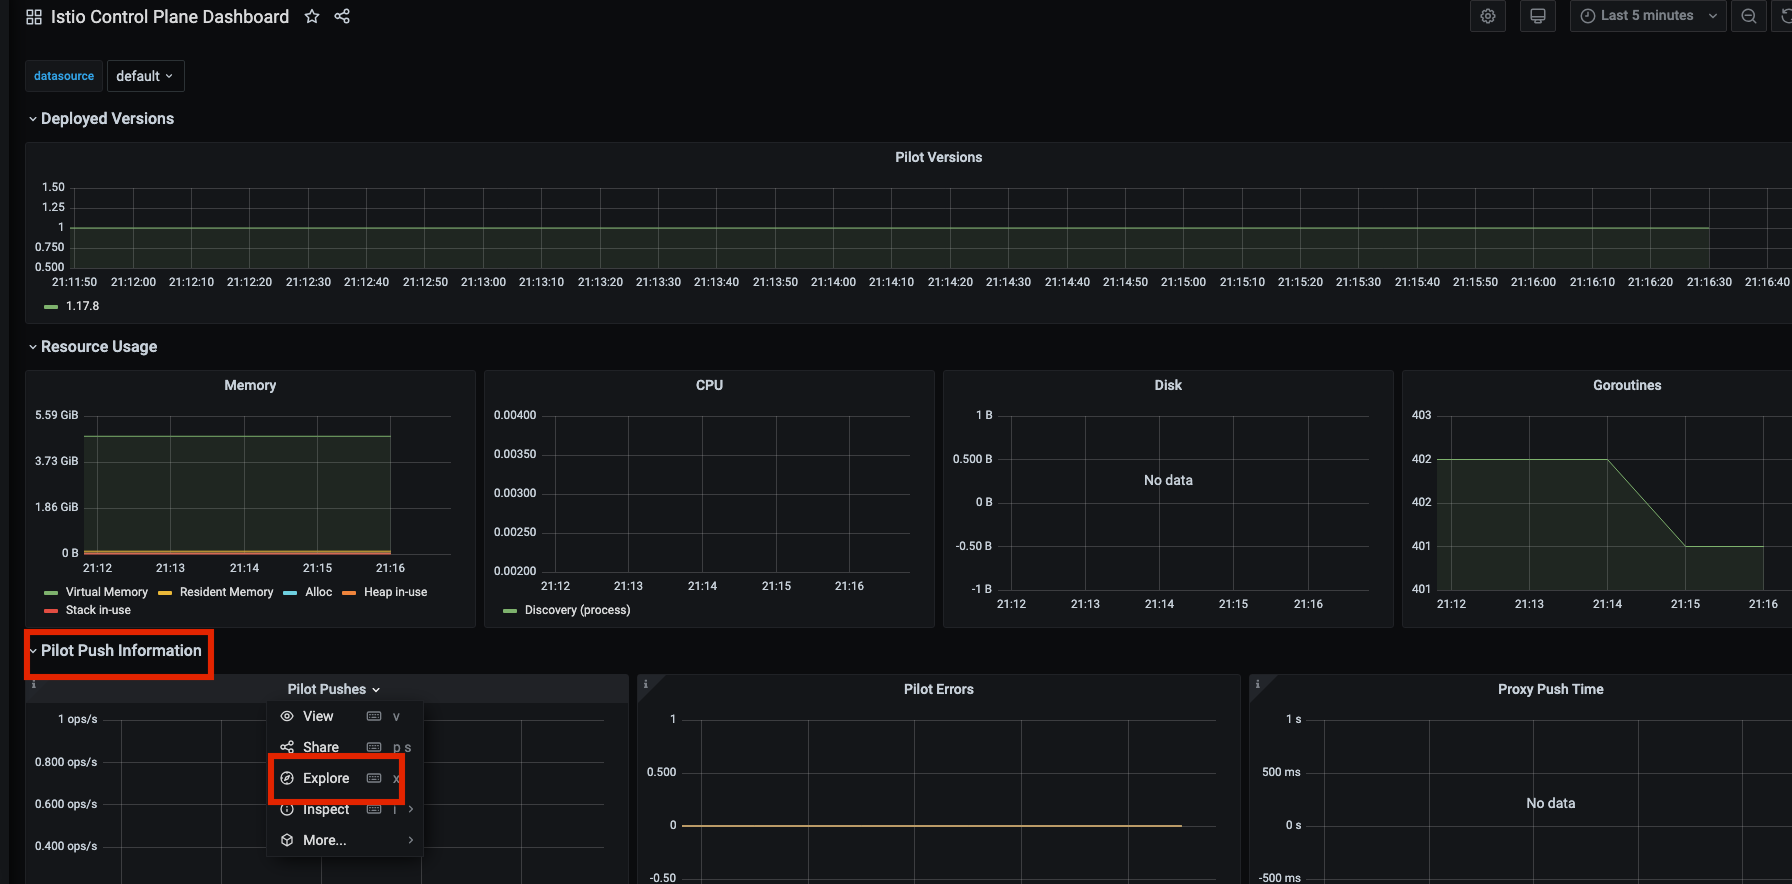 Istio Control Plane Dashboard
Last 5 minutes
datasource default
Deployed Versions
Pilot Versions
1.50
1.25
1
0.750
0.500
21:11:50 21:12:00 21:12:10 21:12:20 21:12:30 21:12:40 21:12:50 21:13:00 21:13:10 21:13:20 21:13:30 21:13:40 21:13:50 21:14:00 21:14:10 21:14:20 21:14:30 21:14:40 21:14:50 21:15:00 21:15:10 21:15:20 21:15:30 21:15:40 21:15:50 21:16:00 21:16:10 21:16:20 21:16:30 21:16:40
1.17.8
Resource Usage
Memory
5.59 GiB
3.73 GiB
1.86 GiB
0 B
21:12 21:13 21:14 21:15 21:16
Virtual Memory Resident Memory Alloc Heap in-use
Stack in-use
CPU
0.00400
0.00350
0.00300
0.00250
0.00200
21:12 21:13 21:14 21:15 21:16
Discovery (process)
Disk
1 B
0.500 B
0 B
-0.50 B
-1 B
No data
21:12 21:13 21:14 21:15 21:16
Goroutines
403
402
402
401
401
21:12 21:13 21:14 21:15 21:16
Pilot Push Information
i
Pilot Pushes
1 ops/s
0.800 ops/s
0.600 ops/s
0.400 ops/s
View v
Share p s
Explore x
Inspect i
More...
i
Pilot Errors
1
0.500
0
-0.50
i
Proxy Push Time
1 s
500 ms
0 s
-500 ms
No data